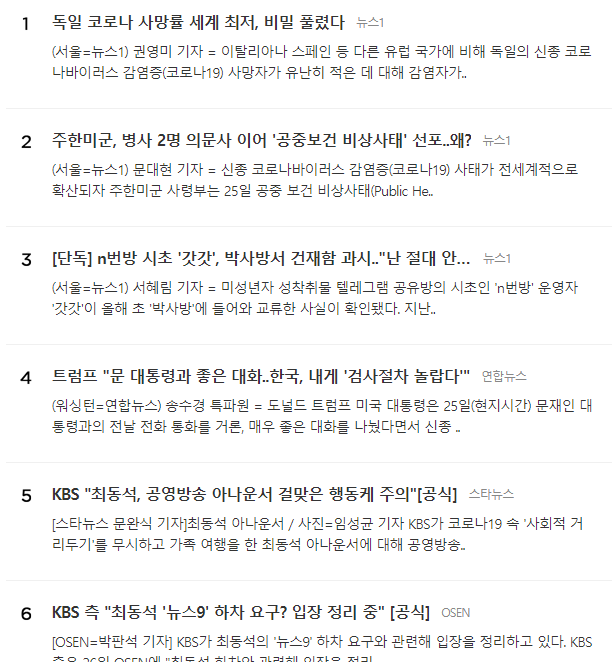 1 독일 코로나 사망률 세계 최저, 비밀 풀렸다 뉴스1
(서울=뉴스1) 권영미 기자 = 이탈리아나 스페인 등 다른 유럽 국가에 비해 독일의 신종 코로
나바이러스 감염증(코로나19) 사망자가 유난히 적은 데 대해 감염자가..
2 주한미군, 병사 2명 의문사 이어 '공중보건 비상사태' 선포..왜? 뉴스1
(서울=뉴스1) 문대현 기자 = 신종 코로나바이러스 감염증(코로나19) 사태가 전세계적으로
확산되자 주한미군 사령부는 25일 공중 보건 비상사태(Public He..
3 [단독] n번방 시초 '갓갓', 박사방서 건재함 과시.."난 절대 안... 뉴스1
(서울=뉴스1) 서혜림 기자 = 미성년자 성착취물 텔레그램 공유방의 시초인 'n번방' 운영자
'갓갓'이 올해 초 '박사방'에 들어와 교류한 사실이 확인됐다. 지난..
4 트럼프 "문 대통령과 좋은 대화..한국, 내게 '검사절차 놀랍다'" 연합뉴스
(워싱턴=연합뉴스) 송수경 특파원 = 도널드 트럼프 미국 대통령은 25일(현지시간) 문재인 대
통령과의 전날 전화 통화를 거론, 매우 좋은 대화를 나눴다면서 신종 ..
5 KBS "최동석, 공영방송 아나운서 걸맞은 행동케 주의"[공식] 스타뉴스
[스타뉴스 문완식 기자]최동석 아나운서 / 사진=임성균 기자 KBS가 코로나19 속 '사회적 거
리두기'를 무시하고 가족 여행을 한 최동석 아나운서에 대해 공영방송..
6 KBS 측 "최동석 '뉴스9' 하차 요구? 입장 정리 중" [공식] OSEN
[OSEN=박판석 기자] KBS가 최동석의 '뉴스9' 하차 요구와 관련해 입장을 정리하고 있다. KBS
측은 26일 OSEN에 "최동석 하차와 관련해 입장을 정리